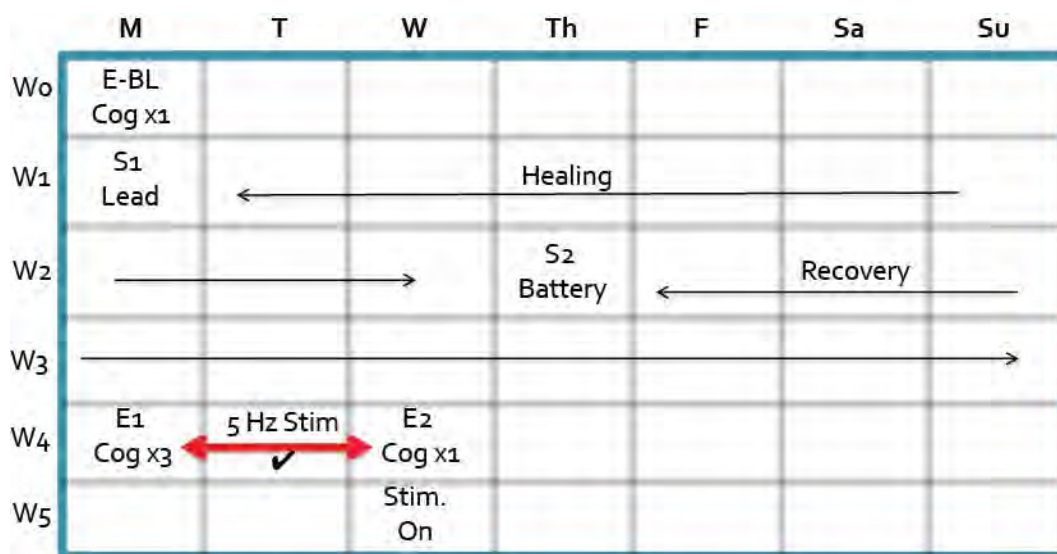 M T W Th F Sa Su
W0 E-BL
Cog x1
W1 S1
Lead
Healing
W2 S2
Battery
Recovery
W3
W4 E1
Cog x3
5 Hz Stim
✔
E2
Cog x1
W5 Stim.
On